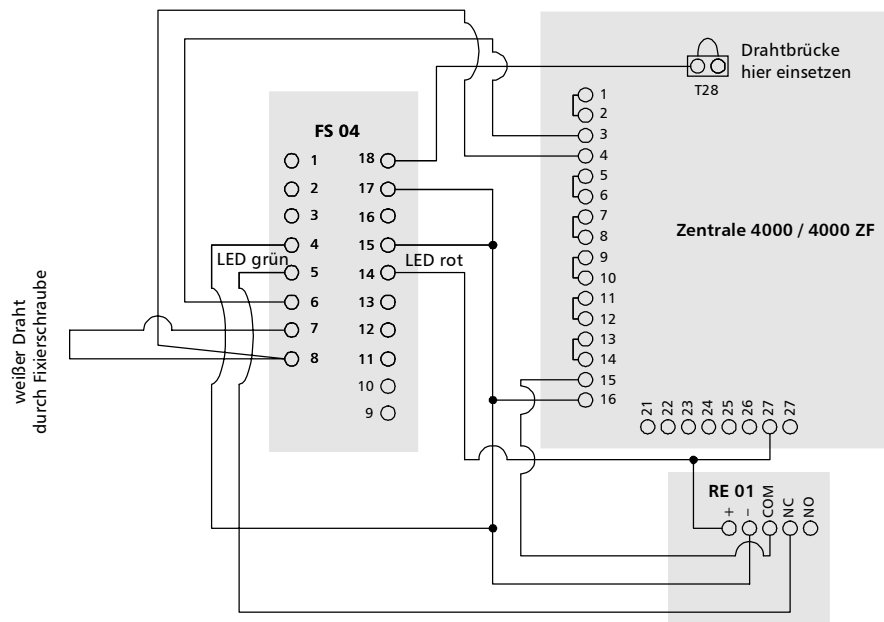 Drahtbrücke
hier einsetzen
T28
FS 04
1 18
2 17
3 16
4 15
LED grün LED rot
5 14
6 13
7 12
8 11
10
9
weißer Draht
durch Fixierschraube
1
2
3
4
5
6
7
8
9
10
11
12
13
14
15
16
Zentrale 4000 / 4000 ZF
21 22 23 24 25 26 27 27
RE 01
+ – COM NC NO